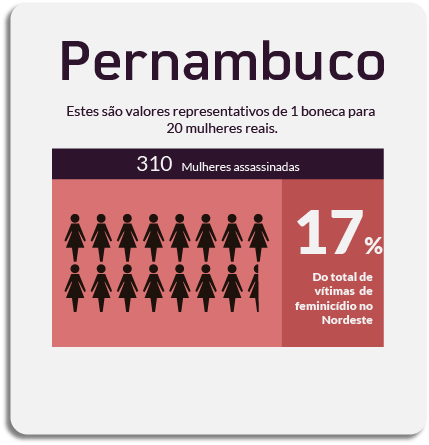 Pernambuco
Estes são valores representativos de 1 boneca para
20 mulheres reais.
310 Mulheres assassinadas
17%
Do total de
vítimas de
feminicídio no
Nordeste